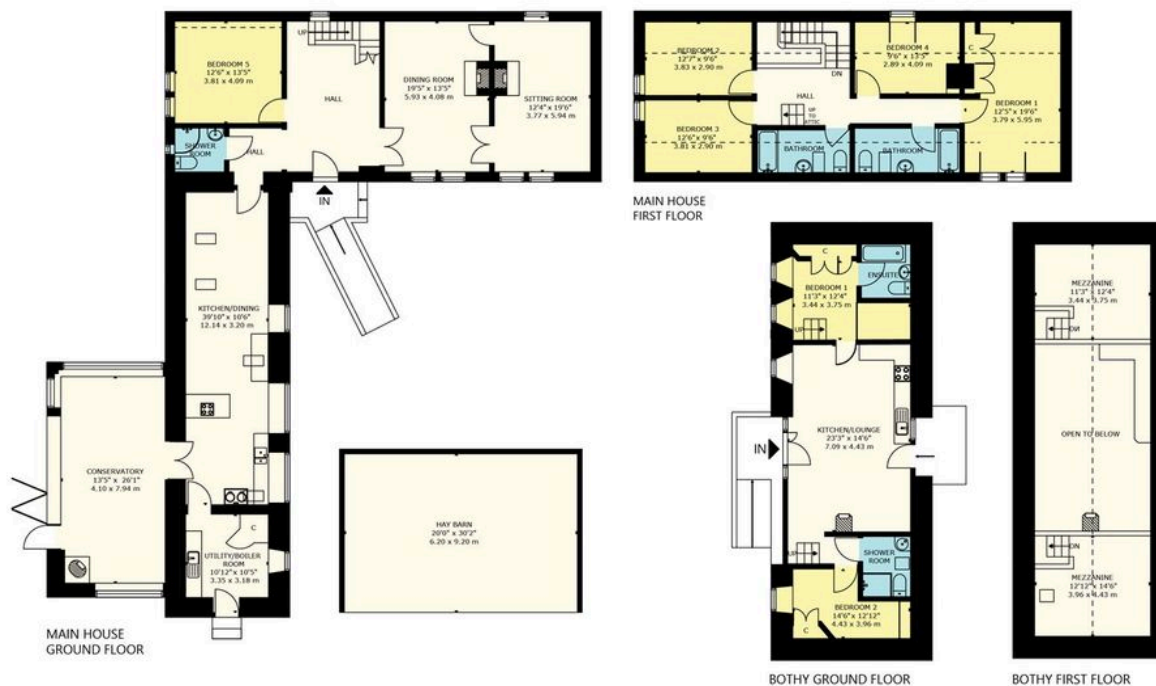 BEDROOM 5
12'6" x 13'5"
3.81 x 4.09 m
UP
HALL
DINING ROOM
19'5" x 13'5"
5.93 x 4.08 m
SITTING ROOM
12'4" x 19'6"
3.77 x 5.94 m
SHOWER
ROOM
HALL
IN
KITCHEN/DINING
39'10" x 10'6"
12.14 x 3.20 m
CONSERVATORY
13'5" x 26'1"
4.10 x 7.94 m
C
UTILITY/BOILER
ROOM
10'12" x 10'5"
3.35 x 3.18 m
MAIN HOUSE
GROUND FLOOR
HAY BARN
20'0" x 30'2"
6.20 x 9.20 m
BEDROOM 2
12'7" x 9'6"
3.83 x 2.90 m
DN
HALL
UP
TO
ATTIC
BEDROOM 4
9'6" x 13'5"
2.89 x 4.09 m
C
BEDROOM 1
12'5" x 19'6"
3.79 x 5.95 m
BEDROOM 3
12'6" x 9'6"
3.81 x 2.90 m
BATHROOM
BATHROOM
MAIN HOUSE
FIRST FLOOR
C
ENSUITE
BEDROOM 1
11'3" x 12'4"
3.44 x 3.75 m
UP
KITCHEN/LOUNGE
23'3" x 14'6"
7.09 x 4.43 m
IN
UP
SHOWER
ROOM
BEDROOM 2
14'6" x 12'12"
4.43 x 3.96 m
C
BOTHY GROUND FLOOR
MEZZANINE
11'3" x 12'4"
3.44 x 3.75 m
DN
OPEN TO BELOW
DN
MEZZANINE
12'12" x 14'6"
3.96 x 4.43 m
BOTHY FIRST FLOOR